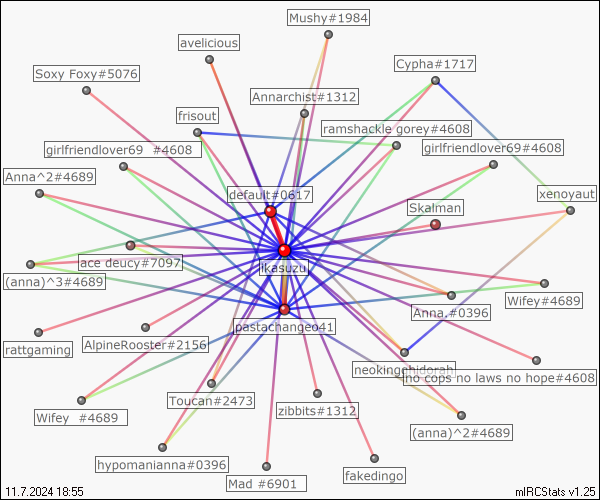 Mushy#1984
avelicious
Soxy Foxy#5076
Cypha#1717
Annarchist#1312
frisout
ramshackle gorey#4608
girlfriendlover69 #4608
girlfriendlover69#4608
Anna^2#4689
default#0617
xenoyaut
Skalman
ace deucy#7097
ikasuzu
(anna)^3#4689
Wifey#4689
Anna.#0396
pastachangeo41
rattgaming
AlpineRooster#2156
neokingghidorah
no cops no laws no hope#4608
Toucan#2473
zibbits#1312
Wifey #4689
(anna)^2#4689
hypomanianna#0396
fakedingo
Mad #6901
11.7.2024 18:55
mIRCStats v1.25